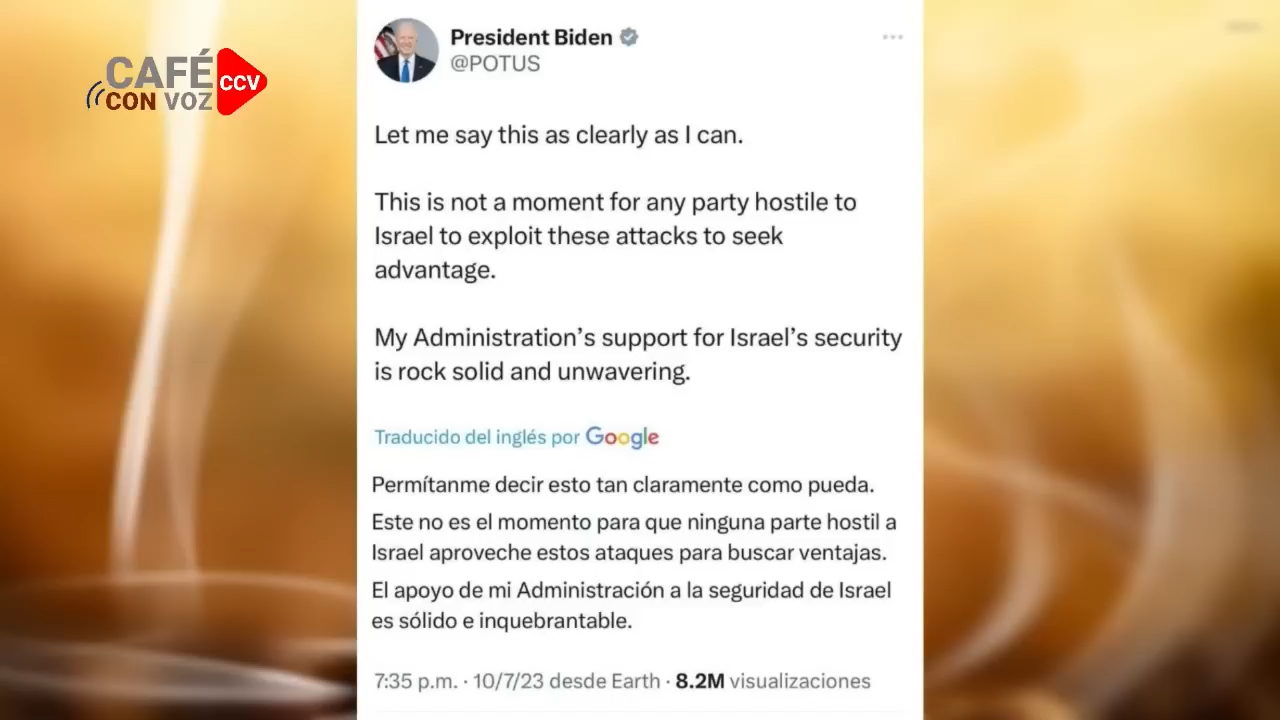 CAFÉ
CON VOZ
CCV
President Biden
@POTUS
Let me say this as clearly as I can.
This is not a moment for any party hostile to
Israel to exploit these attacks to seek
advantage.
My Administration’s support for Israel’s security
is rock solid and unwavering.
Traducido del inglés por Google
Permítanme decir esto tan claramente como pueda.
Este no es el momento para que ninguna parte hostil a
Israel aproveche estos ataques para buscar ventajas.
El apoyo de mi Administración a la seguridad de Israel
es sólido e inquebrantable.
7:35 p.m. · 10/7/23 desde Earth · 8.2M visualizaciones